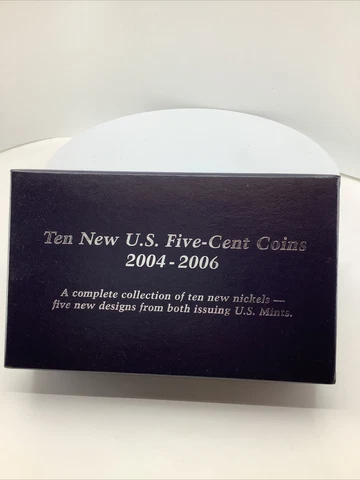 Ten New U.S. Five-Cent Coins
2004-2006
A complete collection of ten new nickels —
five new designs from both issuing U.S. Mints.